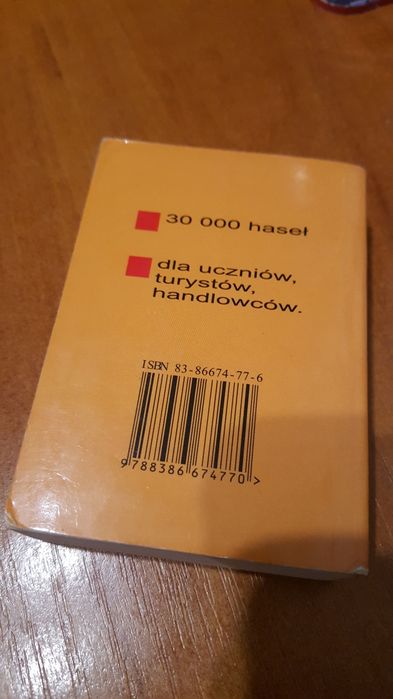 30 000 haseł
dla uczniów,
turystów,
handlowców.
ISBN 83-86674-77-6
9788386674770>